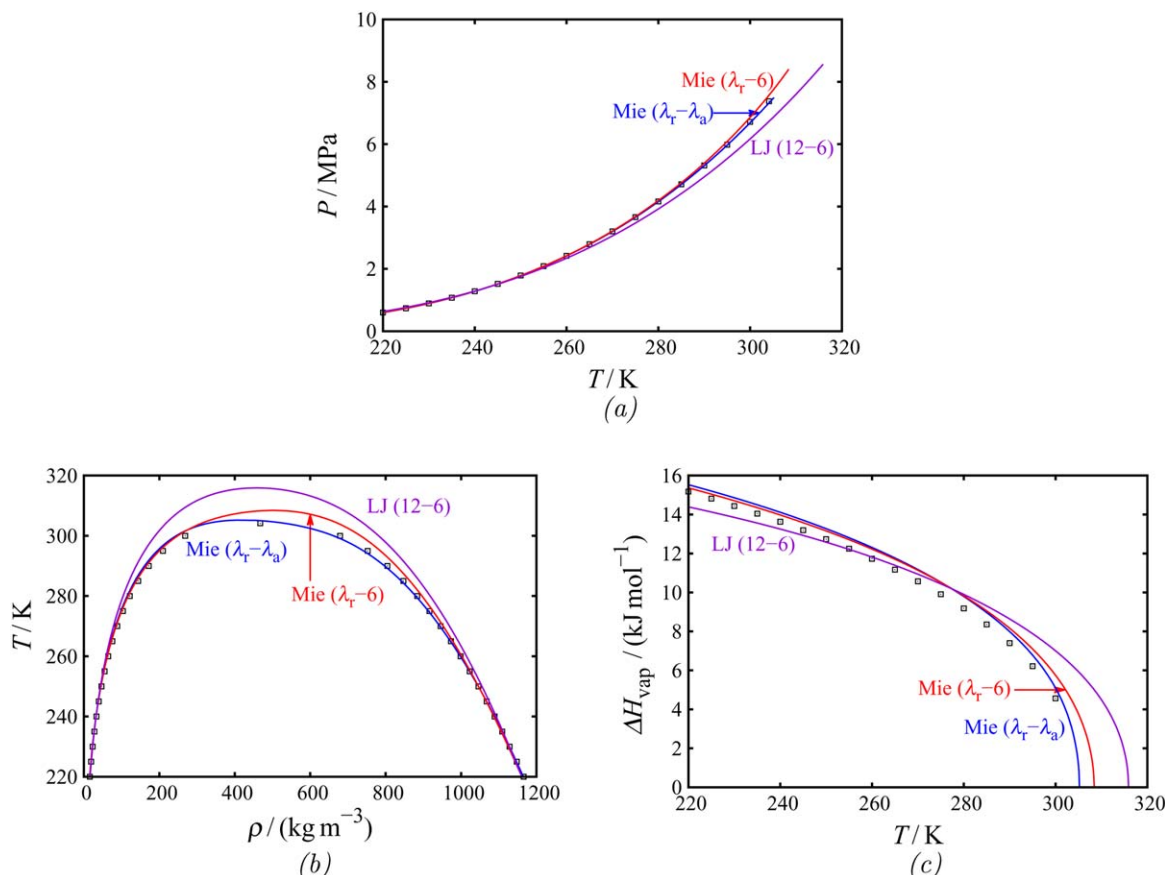 10
8
6
4
2
0
P / MPa
Mie (λr−6)
Mie (λr−λa)
LJ (12−6)
220 240 260 280 300 320
T / K
(a)
320
300
280
260
240
220
T / K
LJ (12−6)
Mie (λr−λa)
Mie (λr−6)
0 200 400 600 800 1000 1200
ρ / (kg m−3)
(b)
16
14
12
10
8
6
4
2
0
ΔHvap / (kJ mol−1)
LJ (12−6)
Mie (λr−6)
Mie (λr−λa)
220 240 260 280 300 320
T / K
(c)